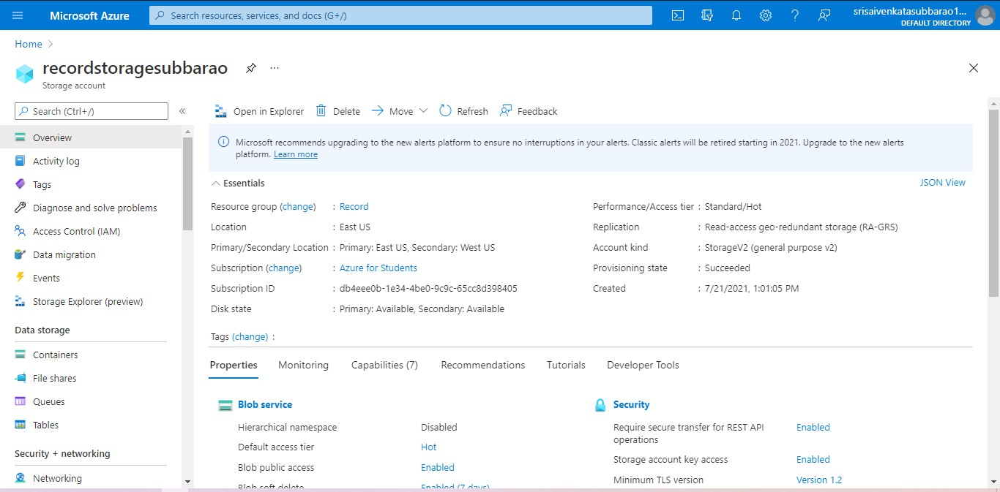 Microsoft Azure
Search resources, services, and docs (G+/)
srisaivenkatasubbarao1...
DEFAULT DIRECTORY
Home
recordstoragesubbarao
...
Storage account
Search (Ctrl+/)
«
Overview
Activity log
Tags
Diagnose and solve problems
Access Control (IAM)
Data migration
Events
Storage Explorer (preview)
Data storage
Containers
File shares
Queues
Tables
Security + networking
Networking
Open in Explorer
Delete
Move
Refresh
Feedback
Microsoft recommends upgrading to the new alerts platform to ensure no interruptions in your alerts. Classic alerts will be retired starting in 2021. Upgrade to the new alerts
platform. Learn more
Essentials
JSON View
Resource group (change) : Record
Location : East US
Primary/Secondary Location : Primary: East US, Secondary: West US
Subscription (change) : Azure for Students
Subscription ID : db4eee0b-1e34-4be0-9c9c-65cc8d398405
Disk state : Primary: Available, Secondary: Available
Performance/Access tier : Standard/Hot
Replication : Read-access geo-redundant storage (RA-GRS)
Account kind : StorageV2 (general purpose v2)
Provisioning state : Succeeded
Created : 7/21/2021, 1:01:05 PM
Tags (change) :
Properties Monitoring Capabilities (7) Recommendations Tutorials Developer Tools
Blob service
Hierarchical namespace Disabled
Default access tier Hot
Blob public access Enabled
Blob soft delete Enabled (7 days)
Security
Require secure transfer for REST API Enabled
operations
Storage account key access Enabled
Minimum TLS version Version 1.2